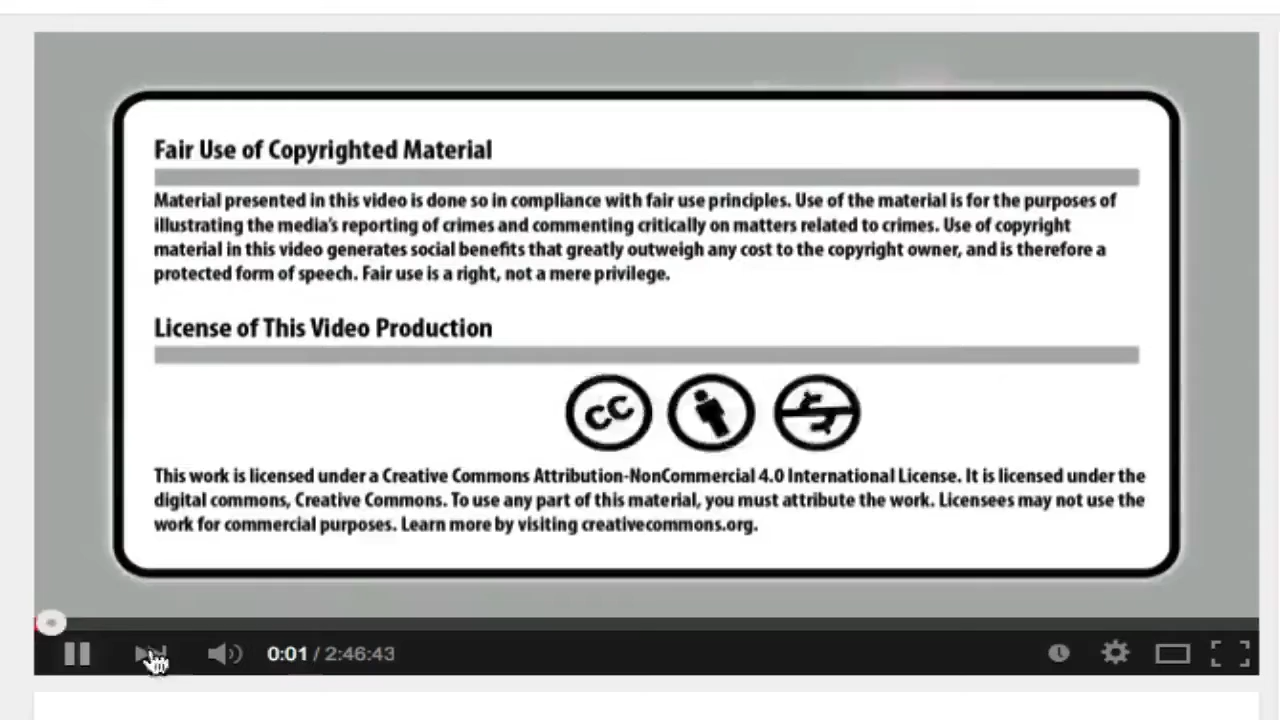 Fair Use of Copyrighted Material
Material presented in this video is done so in compliance with fair use principles. Use of the material is for the purposes of
illustrating the media's reporting of crimes and commenting critically on matters related to crimes. Use of copyright
material in this video generates social benefits that greatly outweigh any cost to the copyright owner, and is therefore a
protected form of speech. Fair use is a right, not a mere privilege.
License of This Video Production
cc
This work is licensed under a Creative Commons Attribution-NonCommercial 4.0 International License. It is licensed under the
digital commons, Creative Commons. To use any part of this material, you must attribute the work. Licensees may not use the
work for commercial purposes. Learn more by visiting creativecommons.org.
0:01 / 2:46:43